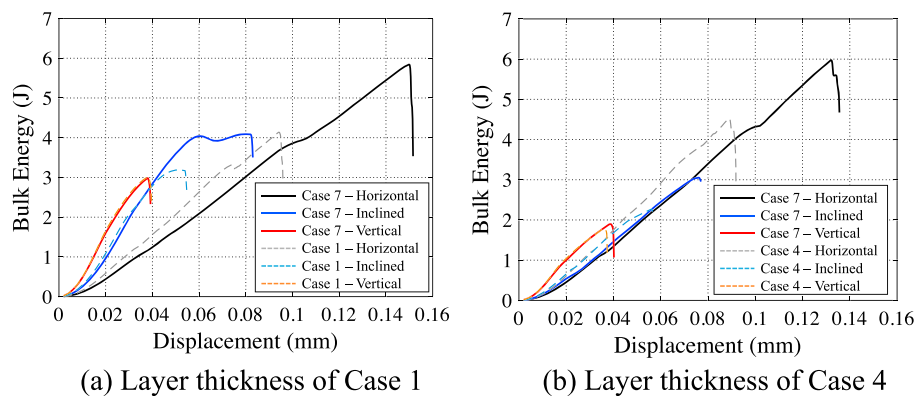 7
6
5
4
3
2
1
0
Bulk Energy (J)
0 0.02 0.04 0.06 0.08 0.10 0.12 0.14 0.16
Displacement (mm)
Case 7 – Horizontal
Case 7 – Inclined
Case 7 – Vertical
Case 1 – Horizontal
Case 1 – Inclined
Case 1 – Vertical
(a) Layer thickness of Case 1
7
6
5
4
3
2
1
0
Bulk Energy (J)
0 0.02 0.04 0.06 0.08 0.10 0.12 0.14 0.16
Displacement (mm)
Case 7 – Horizontal
Case 7 – Inclined
Case 7 – Vertical
Case 4 – Horizontal
Case 4 – Inclined
Case 4 – Vertical
(b) Layer thickness of Case 4